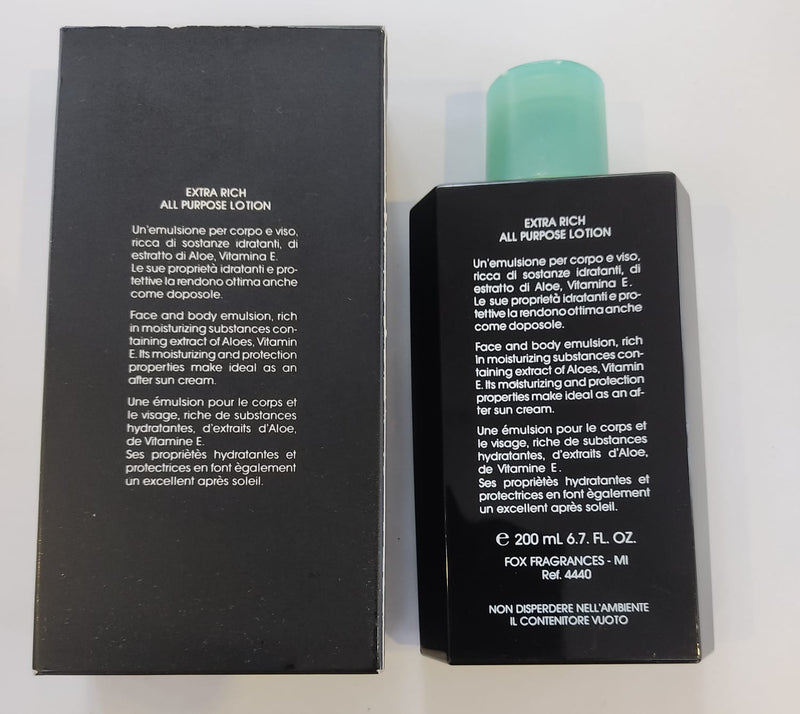 EXTRA RICH
ALL PURPOSE LOTION
Un'emulsione per corpo e viso,
ricca di sostanze idratanti, di
estratto di Aloe, Vitamina E.
Le sue proprietà idratanti e pro-
tettive la rendono ottima anche
come doposole.
Face and body emulsion, rich
in moisturizing substances con-
taining extract of Aloes, Vitamin
E. Its moisturizing and protection
properties make ideal as an
after sun cream.
Une émulsion pour le corps et
le visage, riche de substances
hydratantes, d'extraits d'Aloe,
de Vitamine E.
Ses propriètès hydratantes et
protectrices en font ègalement
un excellent après soleil.
EXTRA RICH
ALL PURPOSE LOTION
Un'emulsione per corpo e viso,
ricca di sostanze idratanti, di
estratto di Aloe, Vitamina E.
Le sue proprietà idratanti e pro-
tettive la rendono ottima anche
come doposole.
Face and body emulsion, rich
in moisturizing substances con-
taining extract of Aloes, Vitamin
E. Its moisturizing and protection
properties make ideal as an af-
ter sun cream.
Une émulsion pour le corps et
le visage, riche de substances
hydratantes, d'extraits d'Aloe,
de Vitamine E.
Ses propriètès hydratantes et
protectrices en font ègalement
un excellent après soleil.
℮ 200 mL 6.7. FL. OZ.
FOX FRAGRANCES - MI
Ref. 4440
NON DISPERDERE NELL'AMBIENTE
IL CONTENITORE VUOTO